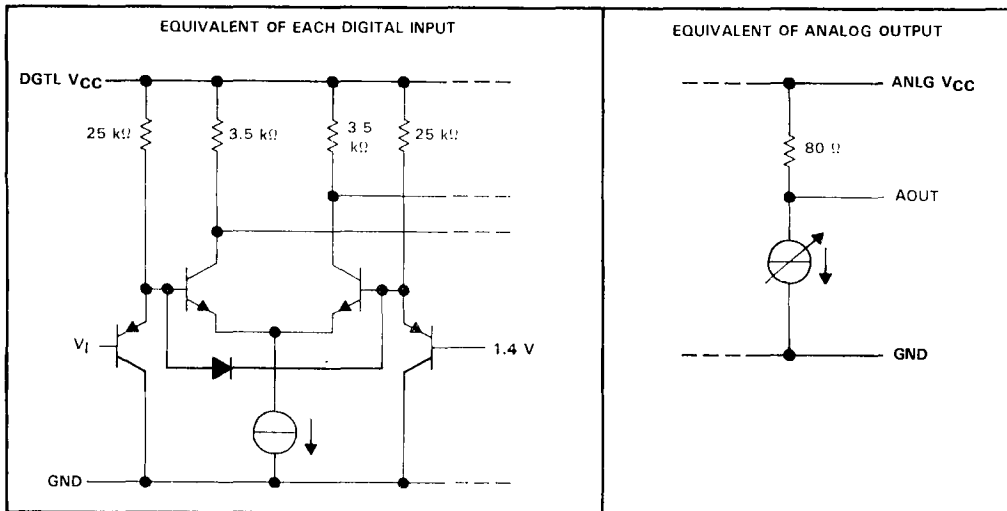 EQUIVALENT OF EACH DIGITAL INPUT
DGTL VCC
25 kΩ
3.5 kΩ
3 5
kΩ
25 kΩ
VI
1.4 V
GND
EQUIVALENT OF ANALOG OUTPUT
ANLG VCC
80 Ω
AOUT
GND